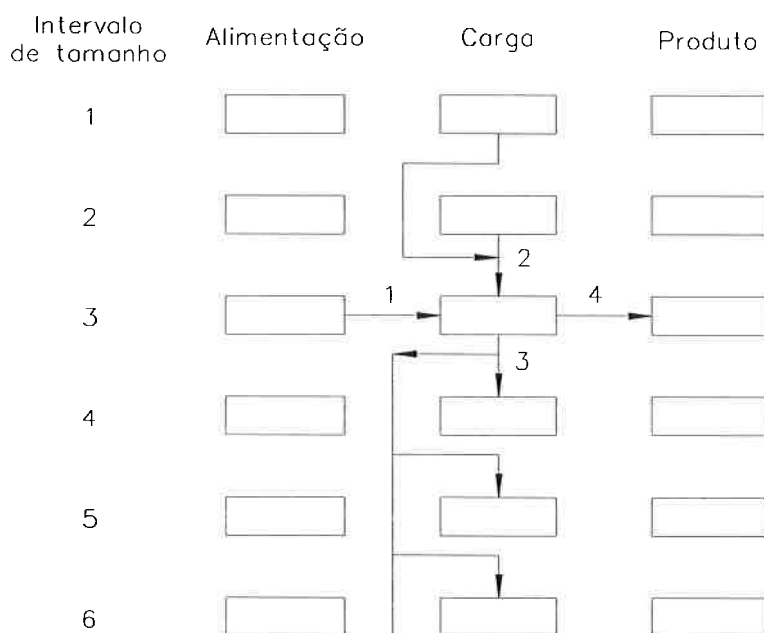 Intervalo
de tamanho
Alimentação
Carga
Produto
1
2
2
3
1
4
3
4
5
6